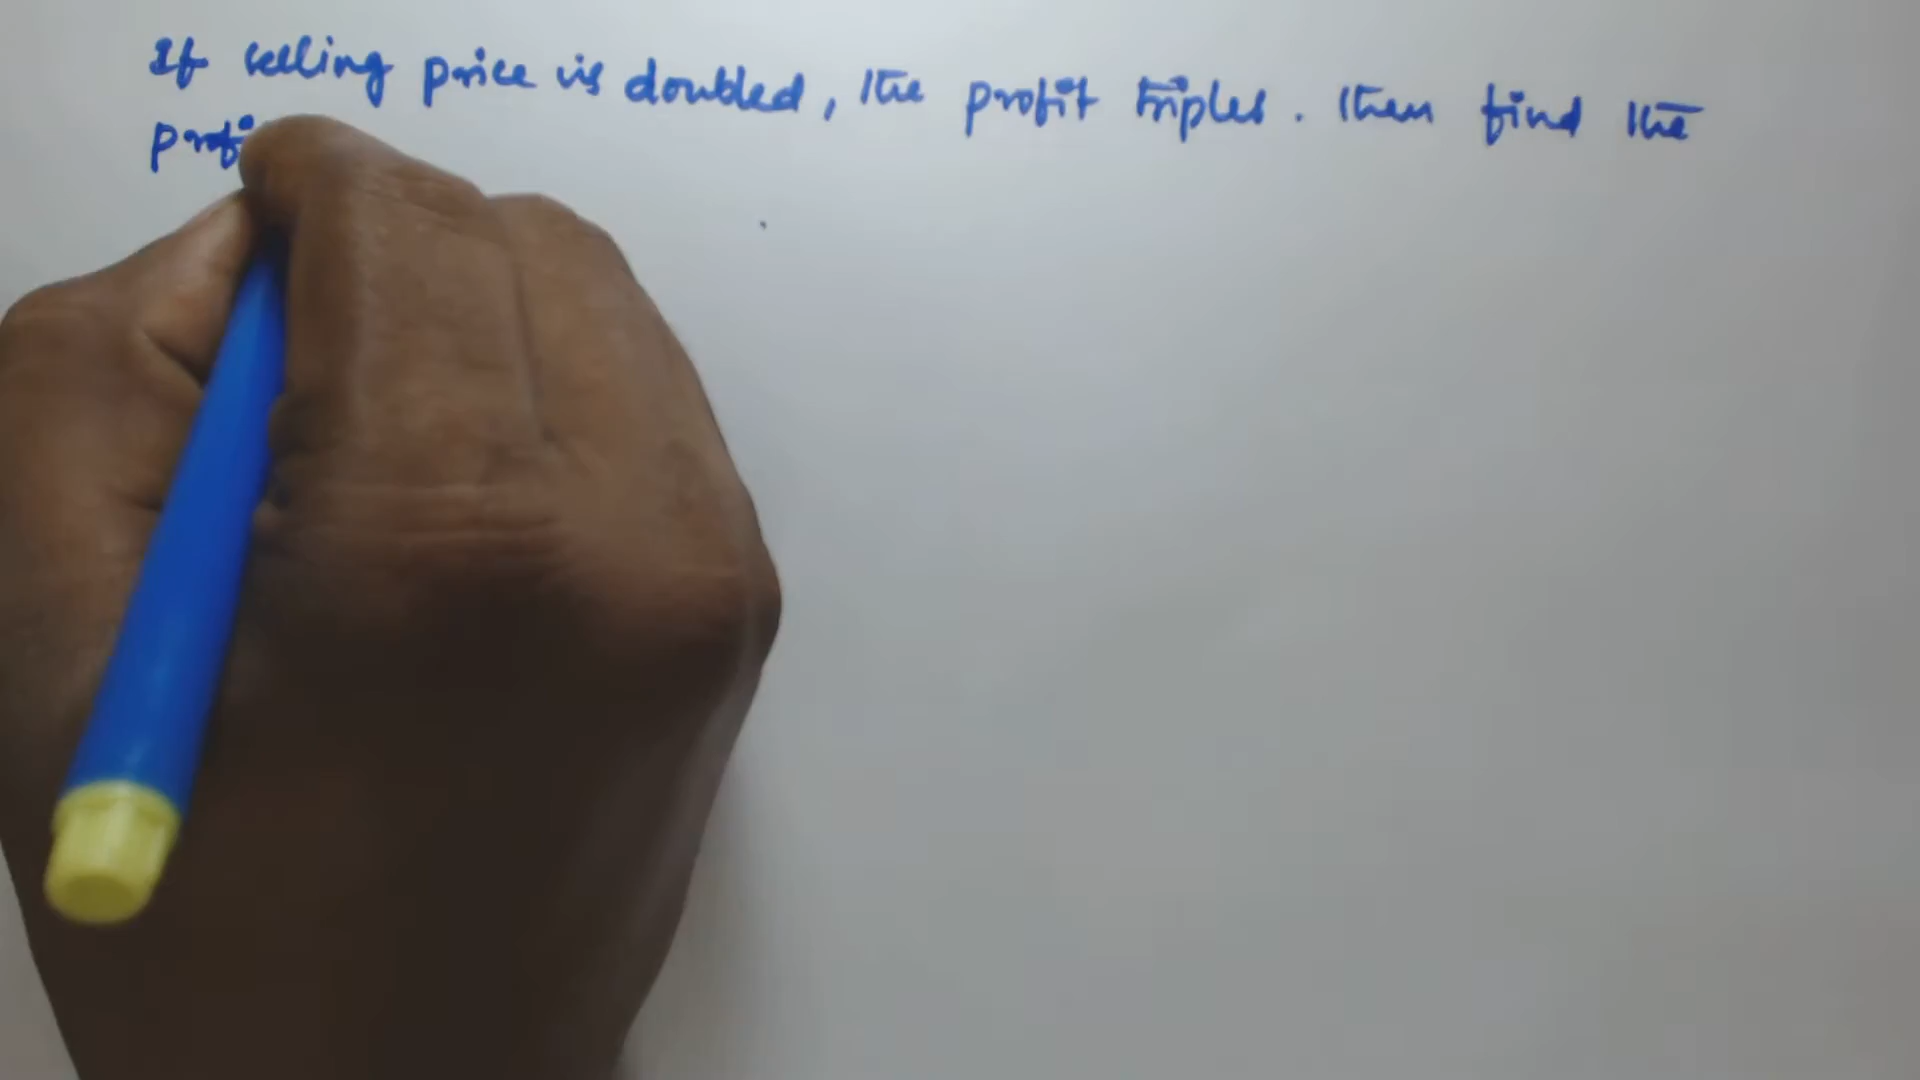 If selling price is doubled, the profit triples. Then find the